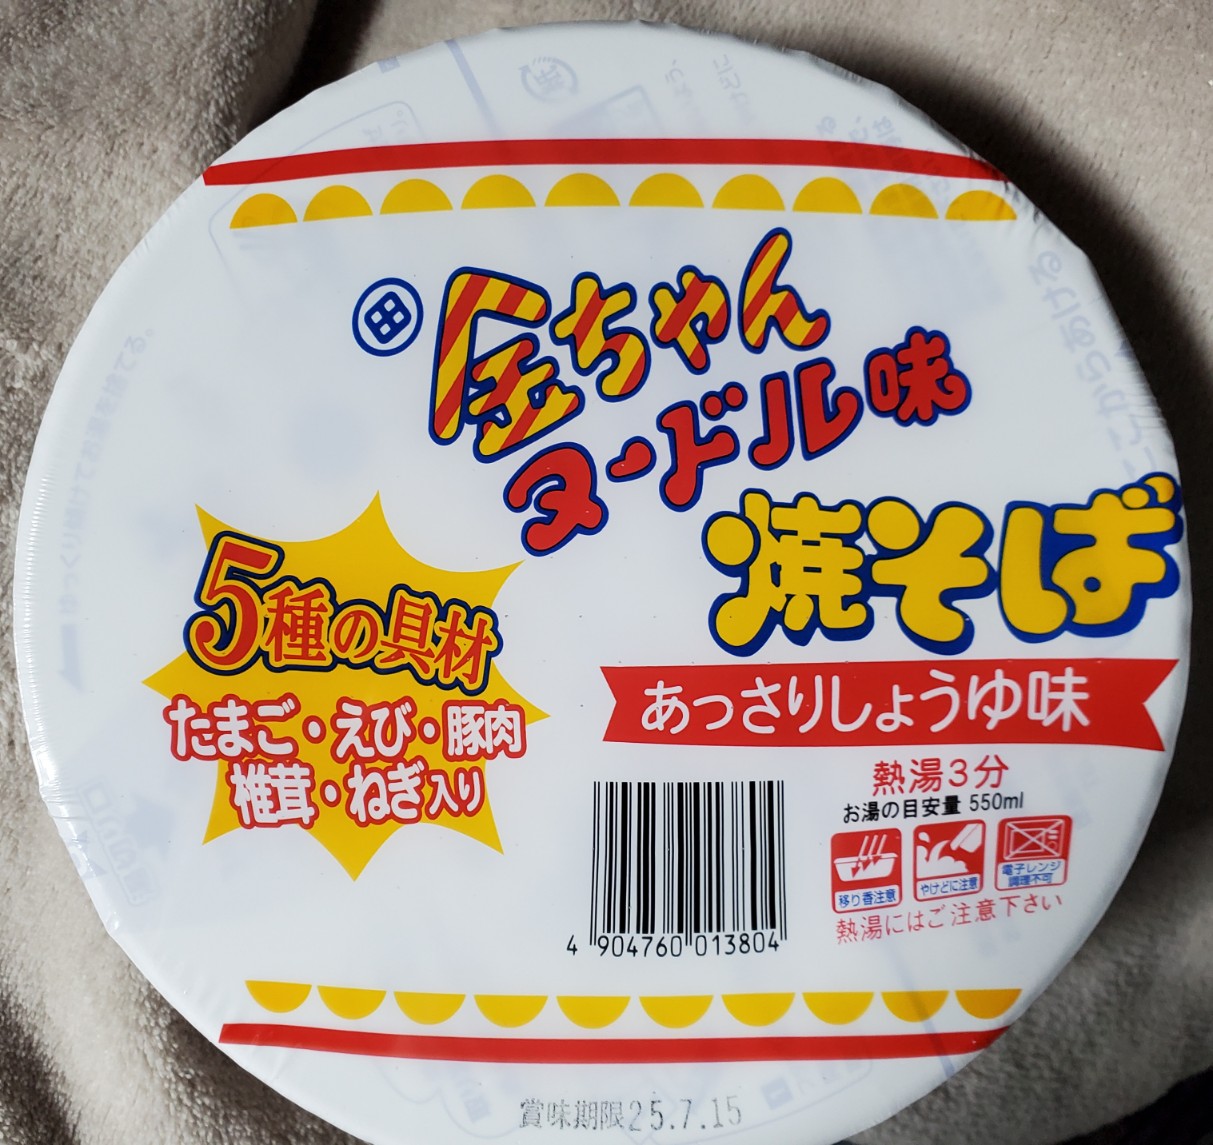 金ちゃん
ヌードル味
焼そば
5種の具材
たまご・えび・豚肉
椎茸・ねぎ入り
あっさりしょうゆ味
熱湯3分
お湯の目安量 550ml
移り香注意
やけどに注意
電子レンジ
調理不可
熱湯にはご注意下さい
4 904760 013804
賞味期限25.7.15